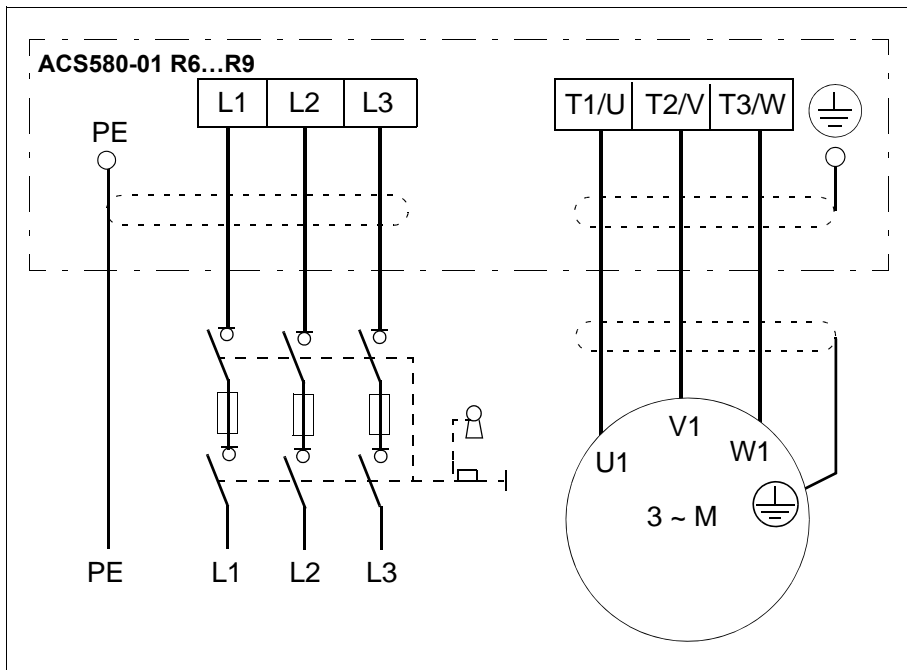 ACS580-01 R6…R9
L1 L2 L3
T1/U T2/V T3/W
PE
V1
U1 W1
3 ~ M
PE L1 L2 L3